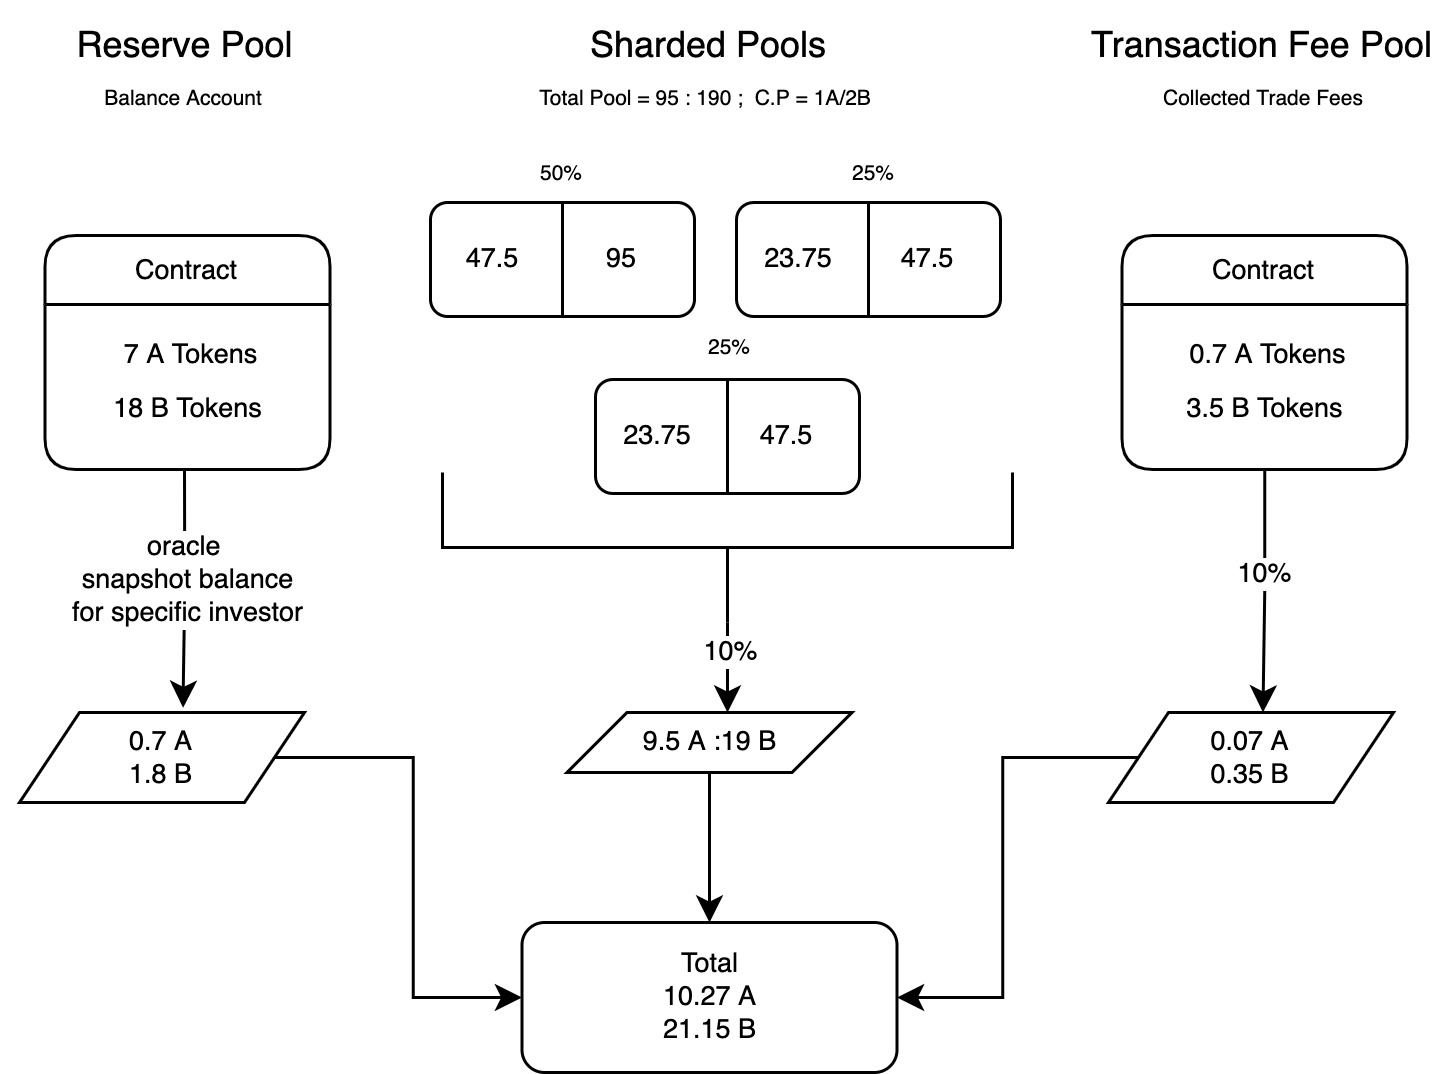 Reserve Pool
Balance Account
Contract
7 A Tokens
18 B Tokens
oracle
snapshot balance
for specific investor
0.7 A
1.8 B
Sharded Pools
Total Pool = 95 : 190 ;  C.P = 1A/2B
50%
47.5
95
25%
23.75
47.5
25%
23.75
47.5
10%
9.5 A :19 B
Transaction Fee Pool
Collected Trade Fees
Contract
0.7 A Tokens
3.5 B Tokens
10%
0.07 A
0.35 B
Total
10.27 A
21.15 B